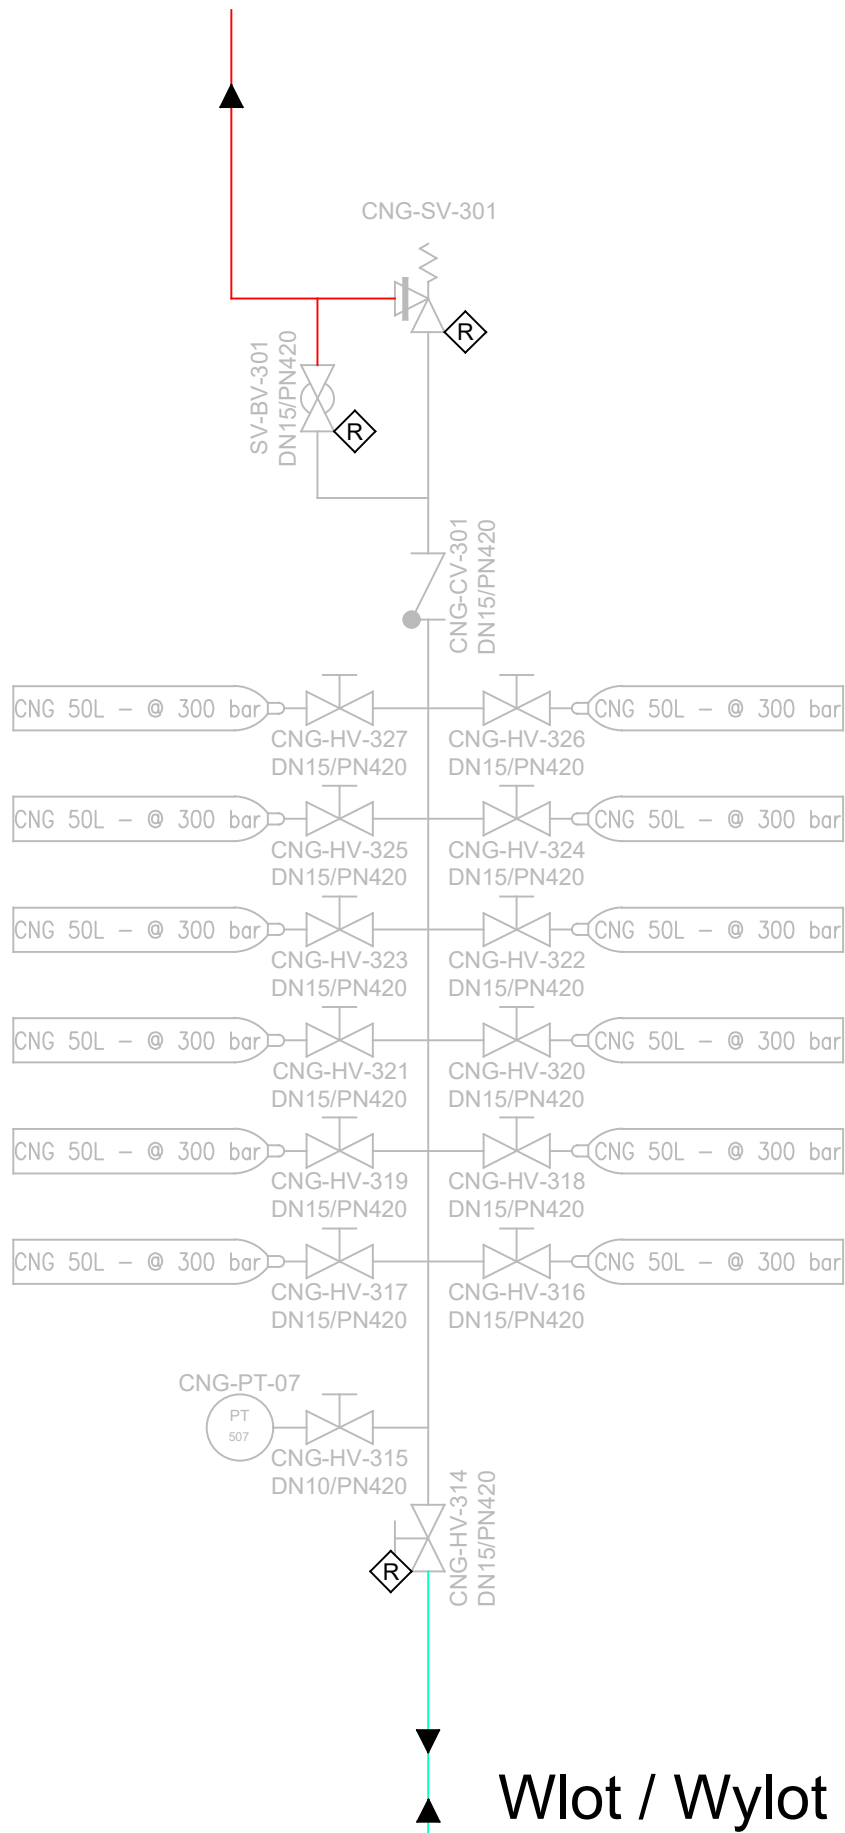 CNG-SV-301
R
SV-BV-301
DN15/PN420
R
CNG-CV-301
DN15/PN420
CNG 50L - @ 300 bar
CNG 50L - @ 300 bar
CNG-HV-327
DN15/PN420
CNG-HV-326
DN15/PN420
CNG 50L - @ 300 bar
CNG 50L - @ 300 bar
CNG-HV-325
DN15/PN420
CNG-HV-324
DN15/PN420
CNG 50L - @ 300 bar
CNG 50L - @ 300 bar
CNG-HV-323
DN15/PN420
CNG-HV-322
DN15/PN420
CNG 50L - @ 300 bar
CNG 50L - @ 300 bar
CNG-HV-321
DN15/PN420
CNG-HV-320
DN15/PN420
CNG 50L - @ 300 bar
CNG 50L - @ 300 bar
CNG-HV-319
DN15/PN420
CNG-HV-318
DN15/PN420
CNG 50L - @ 300 bar
CNG 50L - @ 300 bar
CNG-HV-317
DN15/PN420
CNG-HV-316
DN15/PN420
CNG-PT-07
PT
507
CNG-HV-315
DN10/PN420
CNG-HV-314
DN15/PN420
R
Wlot / Wylot